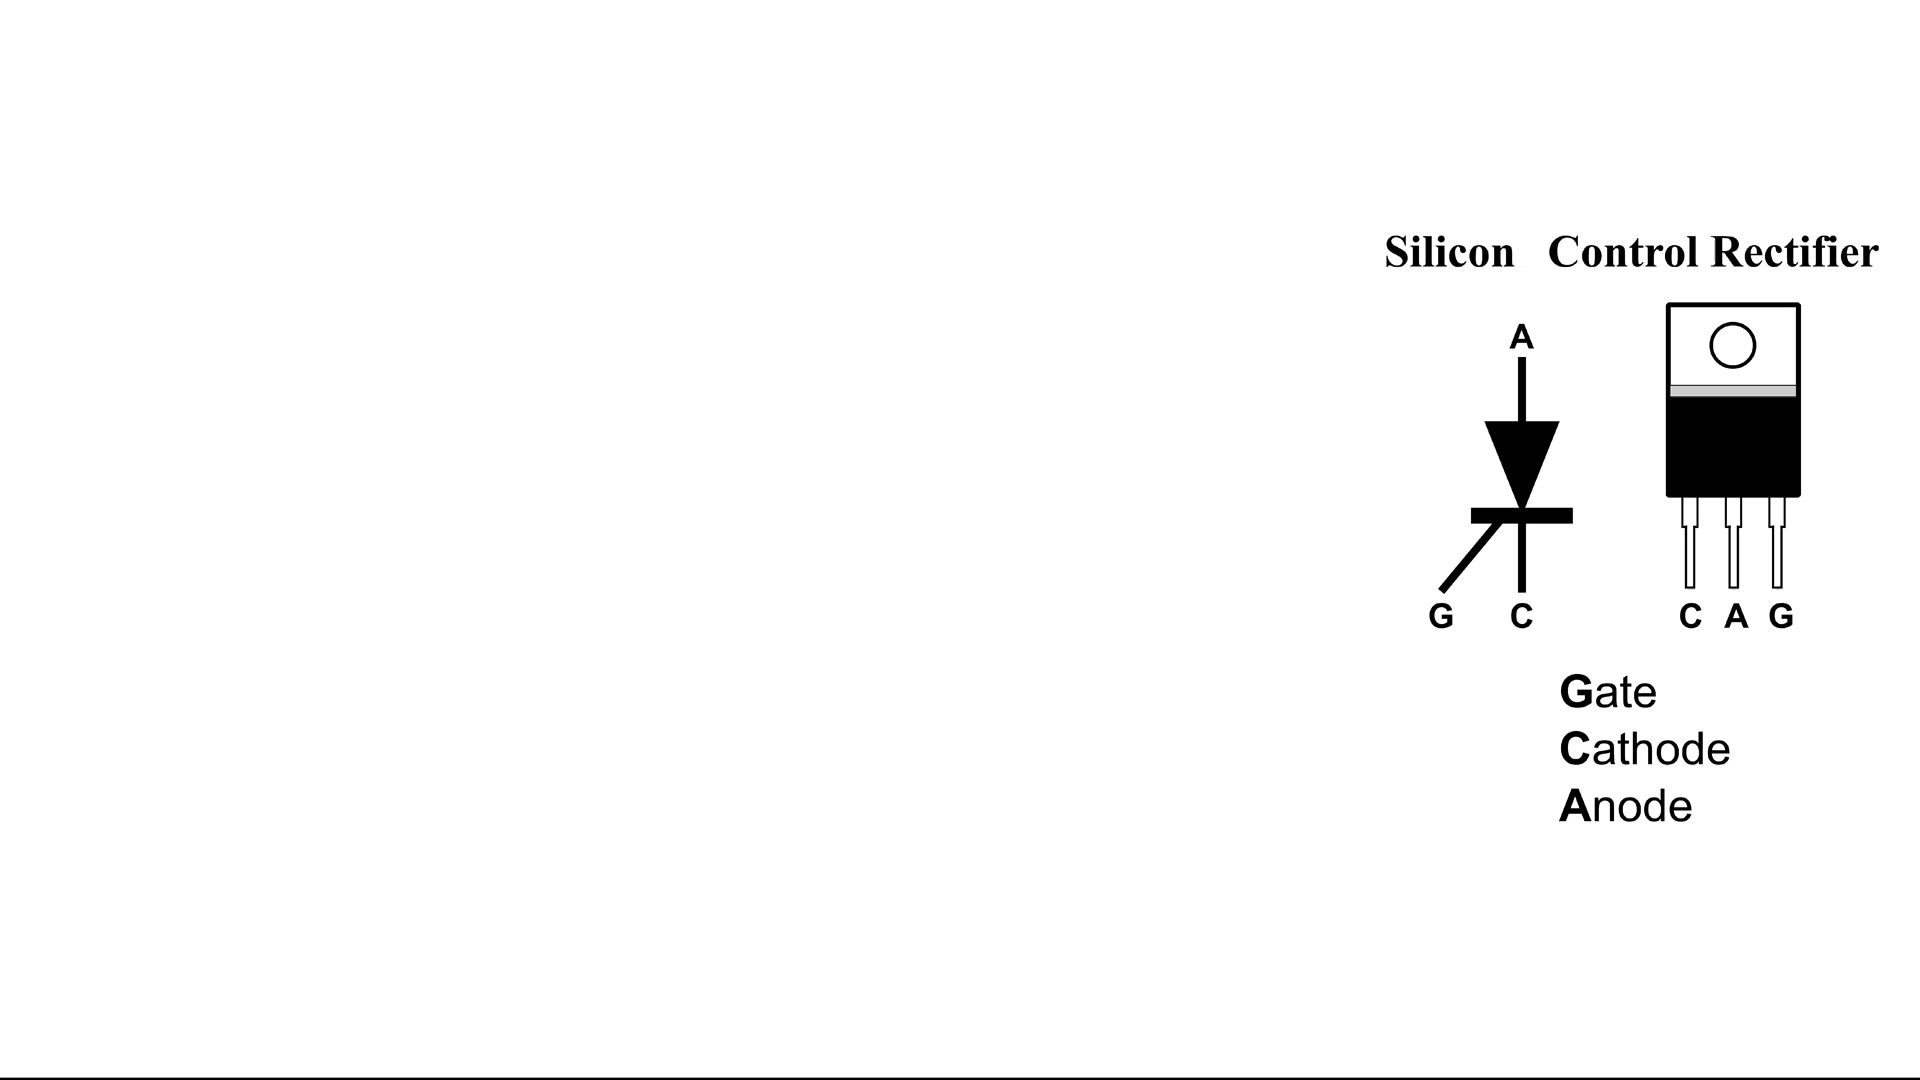 Silicon Control Rectifier
A
G C
C A G
Gate
Cathode
Anode